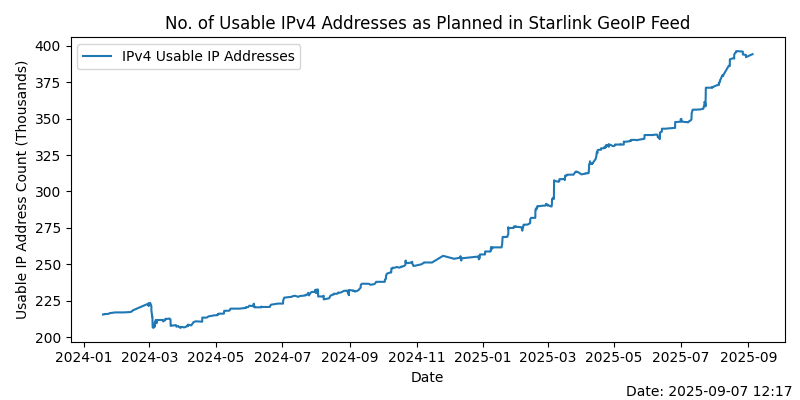 No. of Usable IPv4 Addresses as Planned in Starlink GeoIP Feed
IPv4 Usable IP Addresses
Usable IP Address Count (Thousands)
400
375
350
325
300
275
250
225
200
2024-01 2024-03 2024-05 2024-07 2024-09 2024-11 2025-01 2025-03 2025-05 2025-07 2025-09
Date
Date: 2025-09-07 12:17